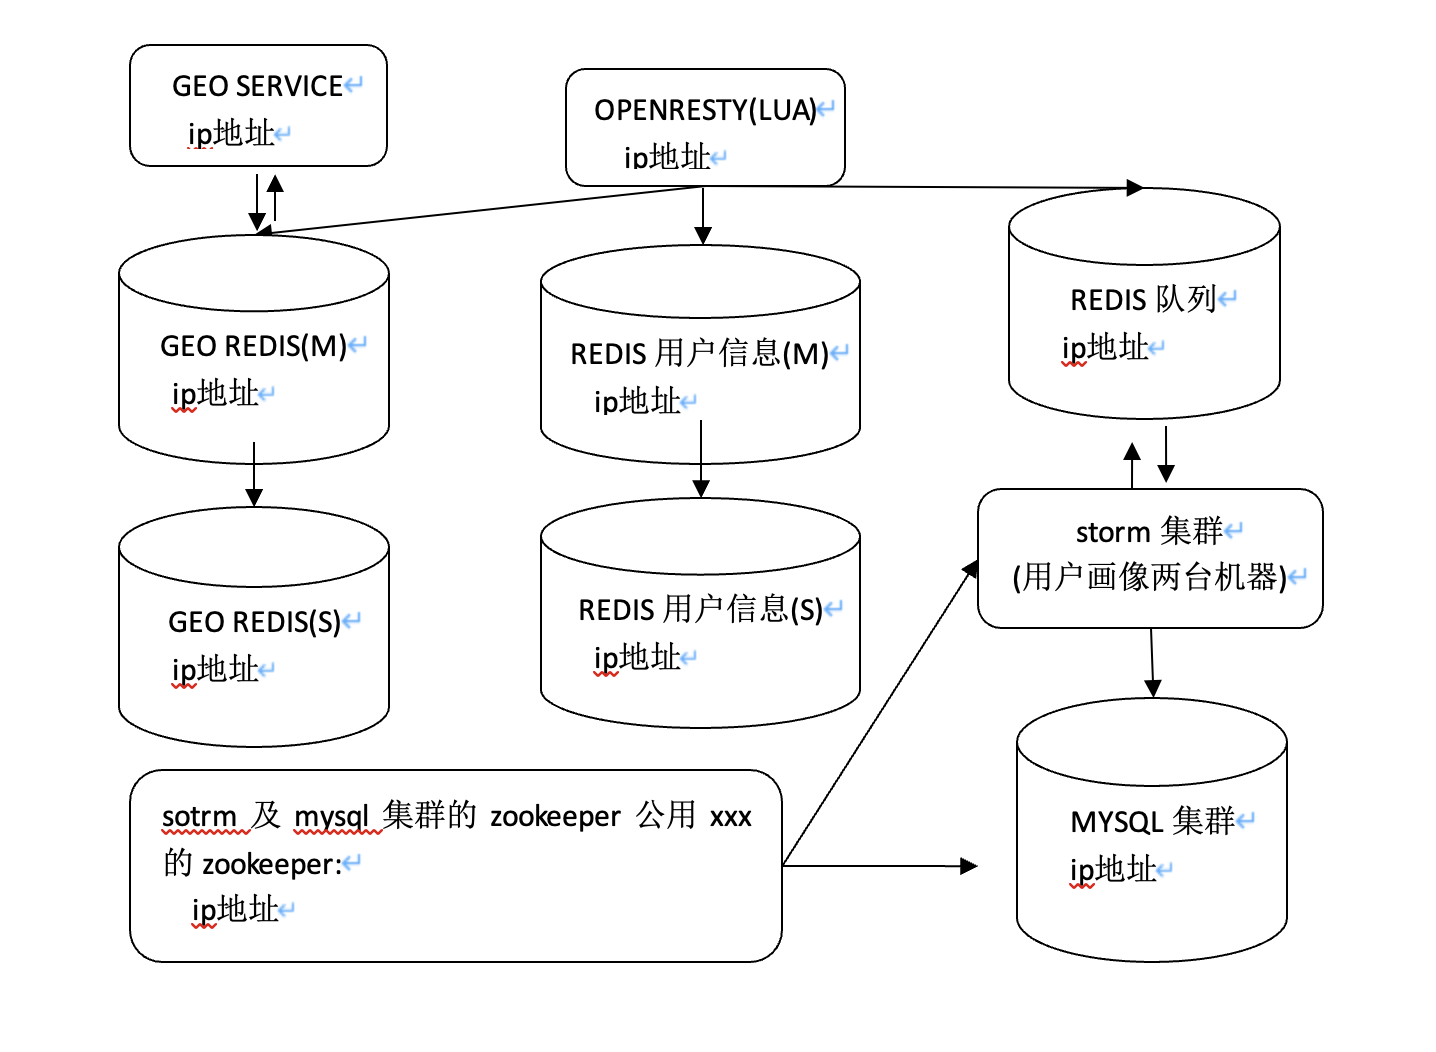 GEO SERVICE
ip地址
OPENRESTY(LUA)
ip地址
GEO REDIS(M)
ip地址
REDIS 用户信息(M)
ip地址
REDIS 队列
ip地址
storm 集群
(用户画像两台机器)
GEO REDIS(S)
ip地址
REDIS 用户信息(S)
ip地址
sotrm 及 mysql 集群的 zookeeper 公用 xxx
的 zookeeper:
ip地址
MYSQL 集群
ip地址